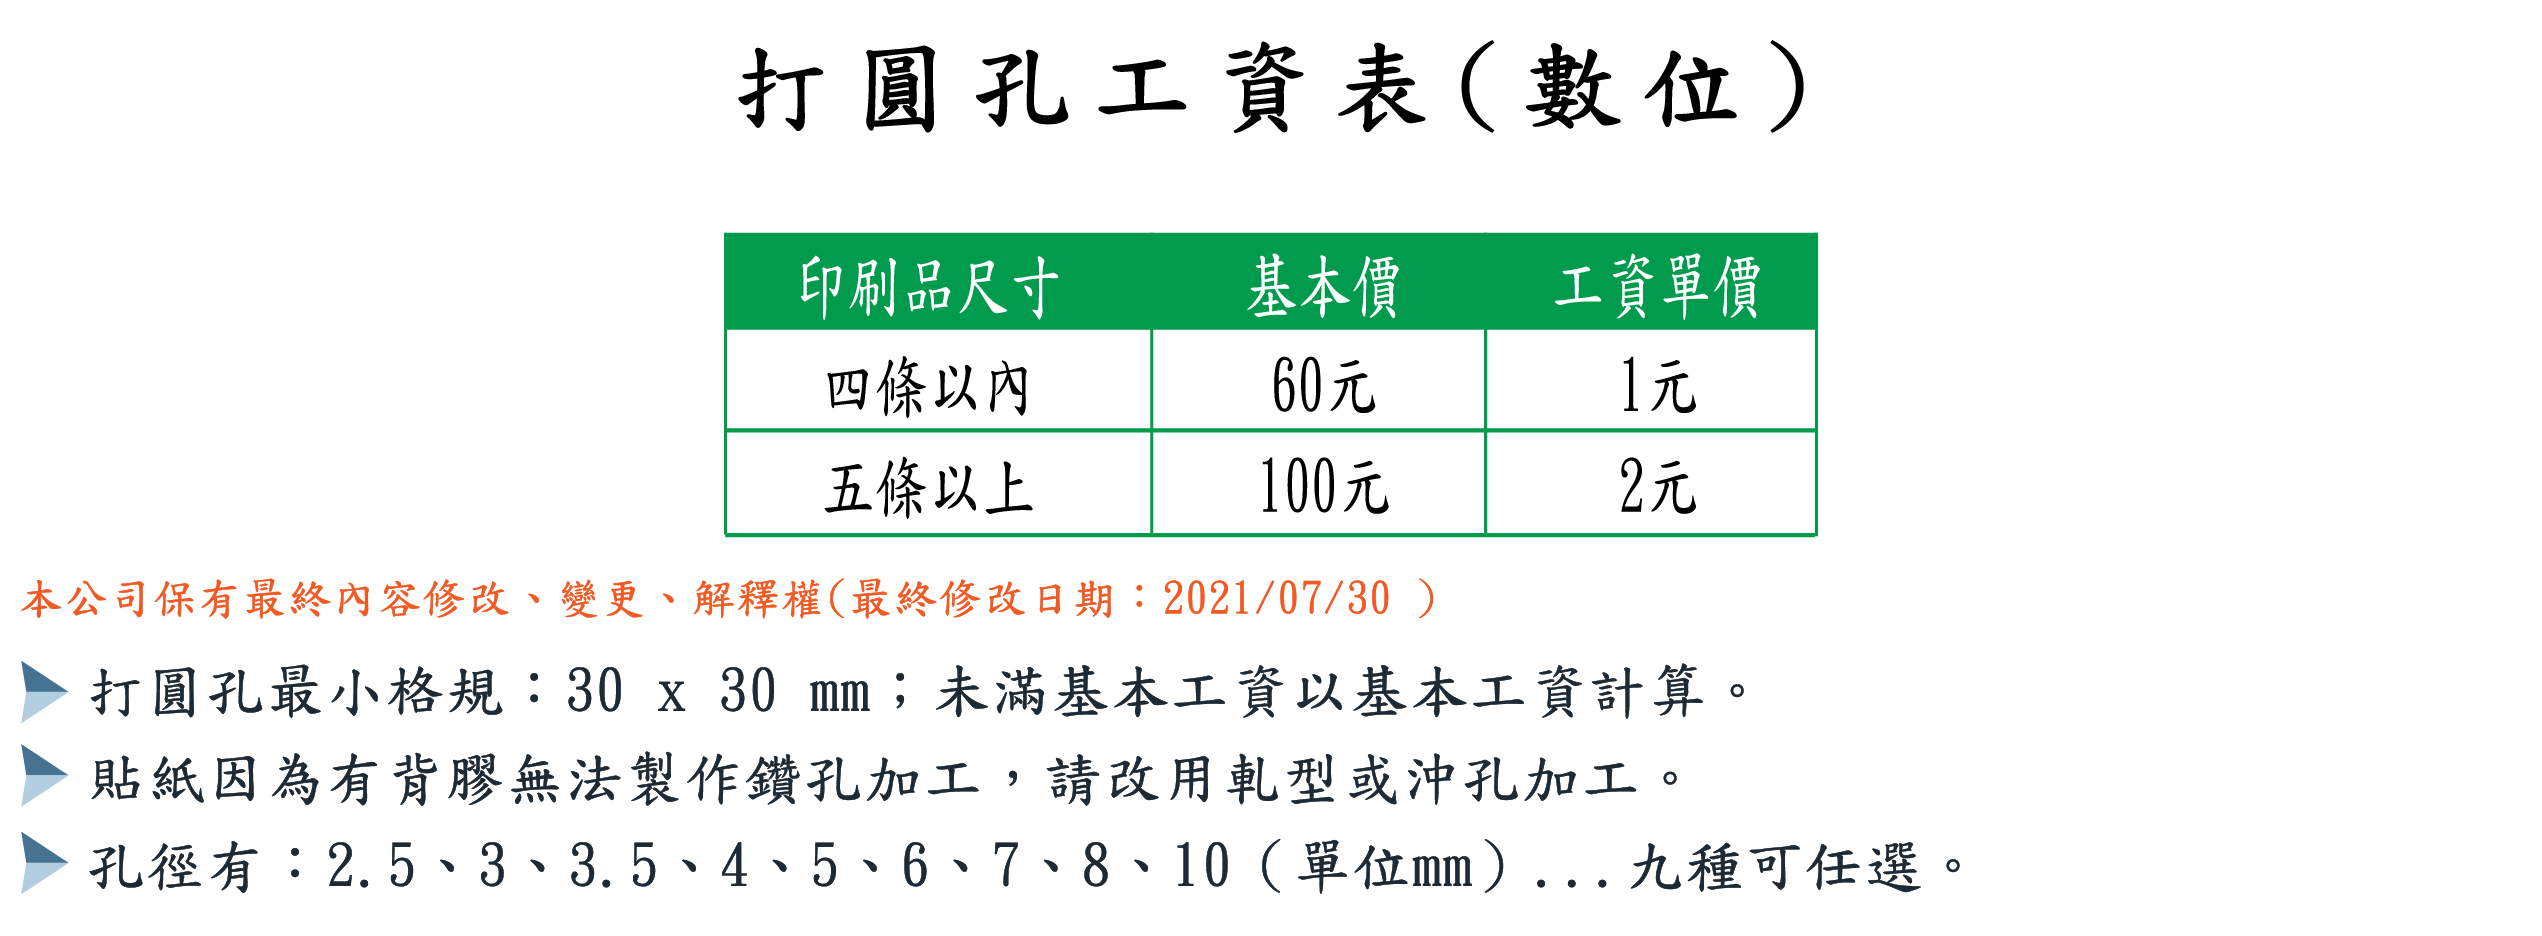 打圓孔工資表(數位)
印刷品尺寸 基本價 工資單價
四條以內 60元 1元
五條以上 100元 2元
本公司保有最終內容修改、變更、解釋權(最終修改日期：2021/07/30 )
打圓孔最小格規：30 x 30 mm；未滿基本工資以基本工資計算。
貼紙因為有背膠無法製作鑽孔加工，請改用軋型或沖孔加工。
孔徑有：2.5、3、3.5、4、5、6、7、8、10（單位mm）...九種可任選。